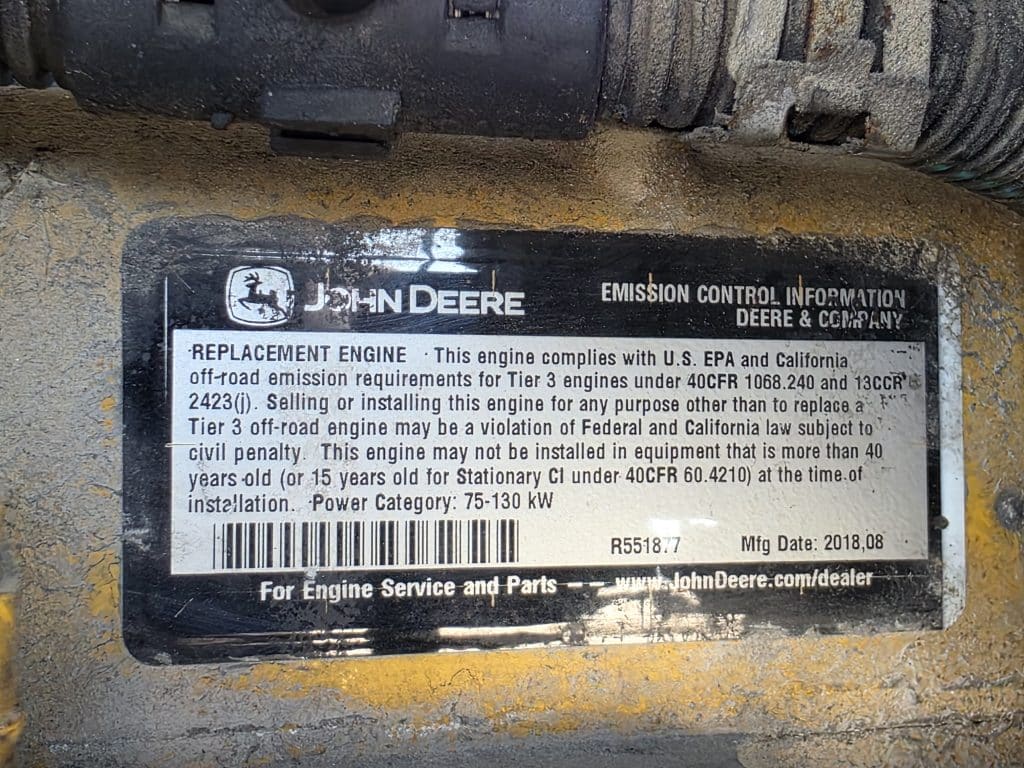 JOHN DEERE
EMISSION CONTROL INFORMATION
DEERE & COMPANY
REPLACEMENT ENGINE · This engine complies with U.S. EPA and California
off-road emission requirements for Tier 3 engines under 40CFR 1068.240 and 13CCR
2423(j). Selling or installing this engine for any purpose other than to replace a
Tier 3 off-road engine may be a violation of Federal and California law subject to
civil penalty. This engine may not be installed in equipment that is more than 40
years old (or 15 years old for Stationary CI under 40CFR 60.4210) at the time of
installation. Power Category: 75-130 kW
R551877 Mfg Date: 2018,08
For Engine Service and Parts -- www.JohnDeere.com/dealer